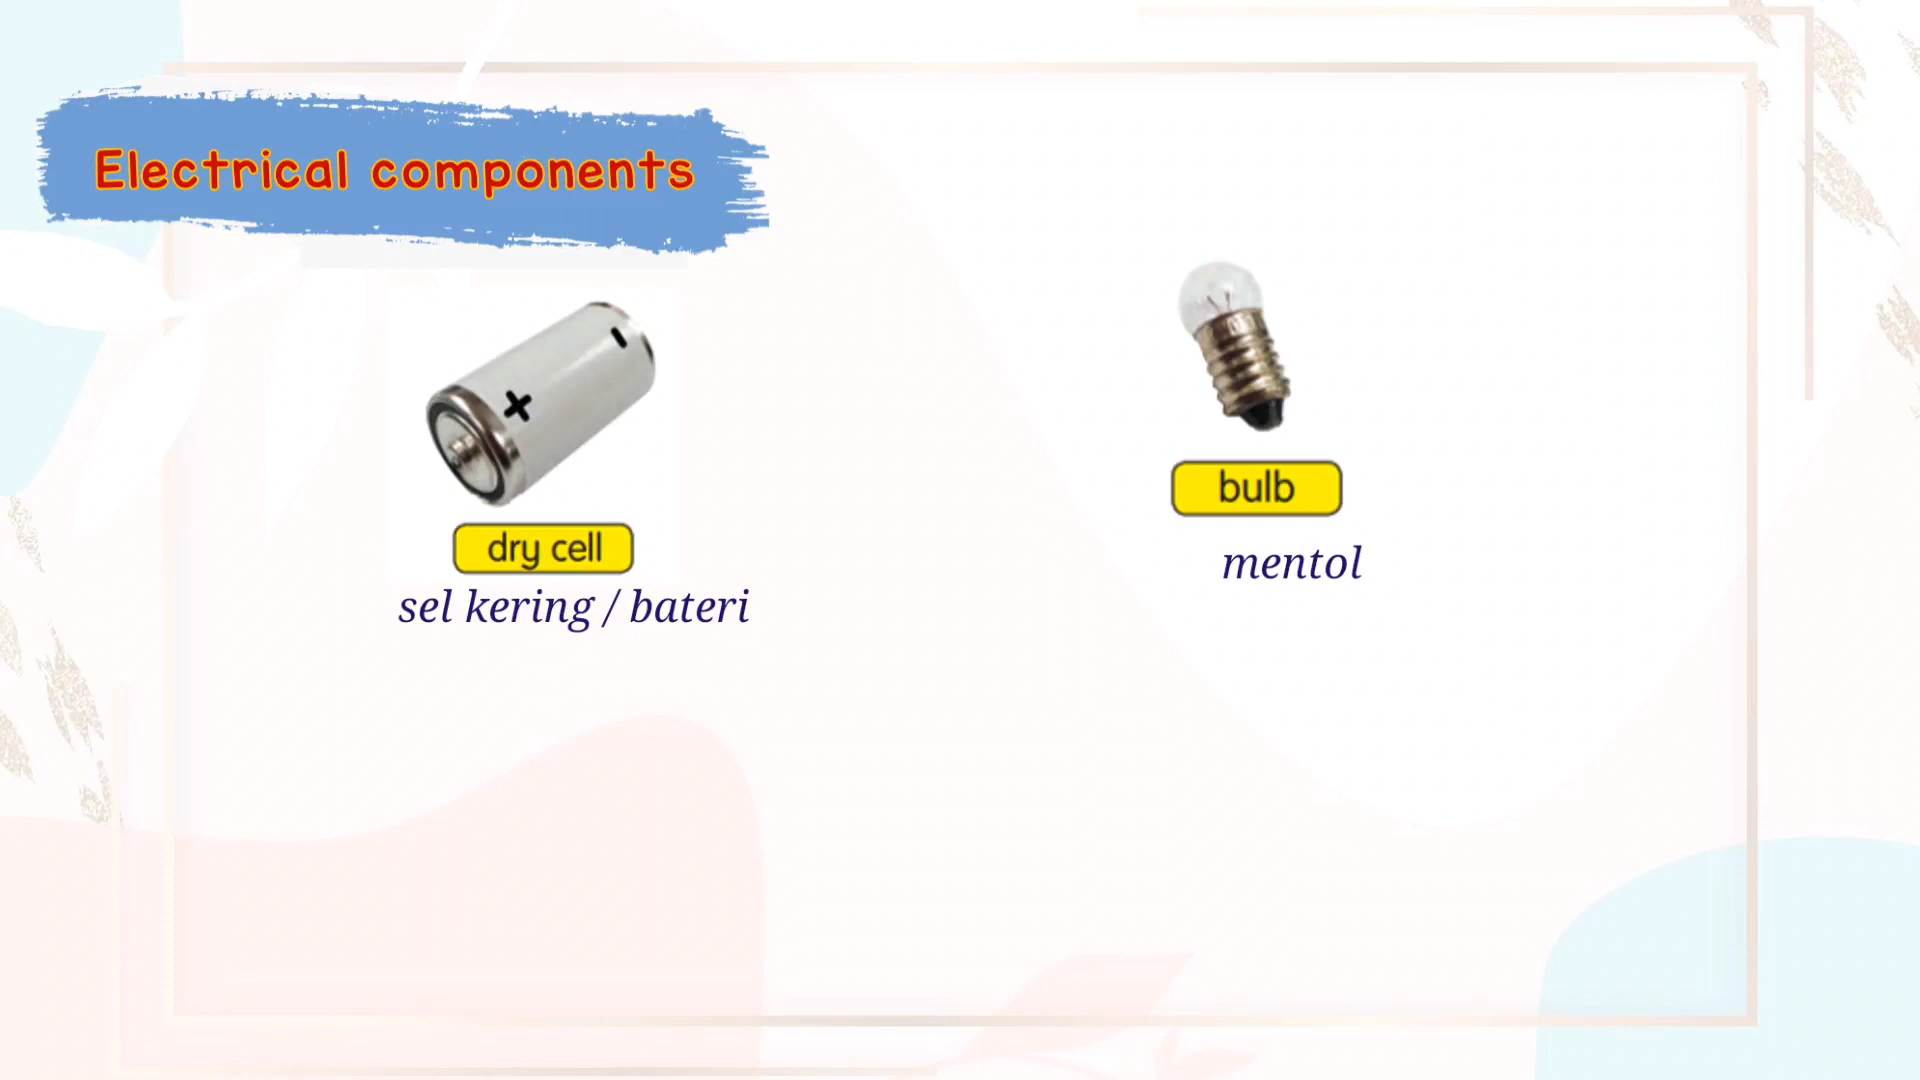 Electrical components
dry cell
sel kering / bateri
bulb
mentol